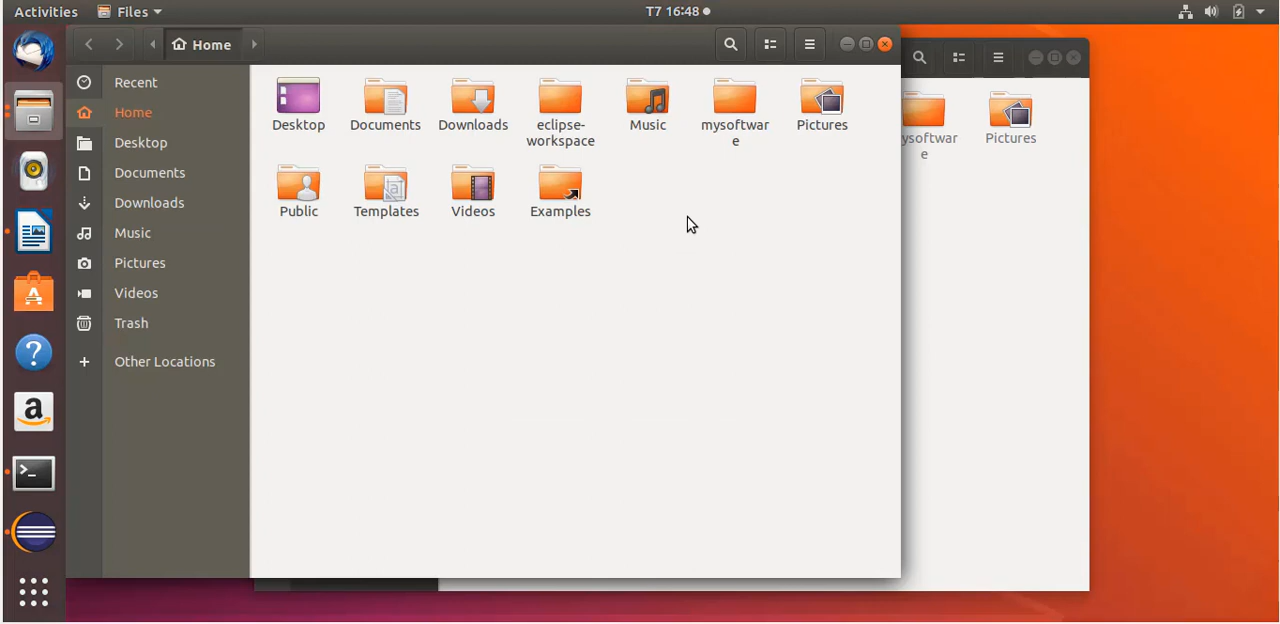 Activities Files T7 16:48
Home
Recent
Home
Desktop
Documents
Downloads
Music
Pictures
Videos
Trash
Other Locations
Desktop Documents Downloads eclipse- Music mysoftwar Pictures
workspace e
Public Templates Videos Examples
ysoftwar Pictures
e